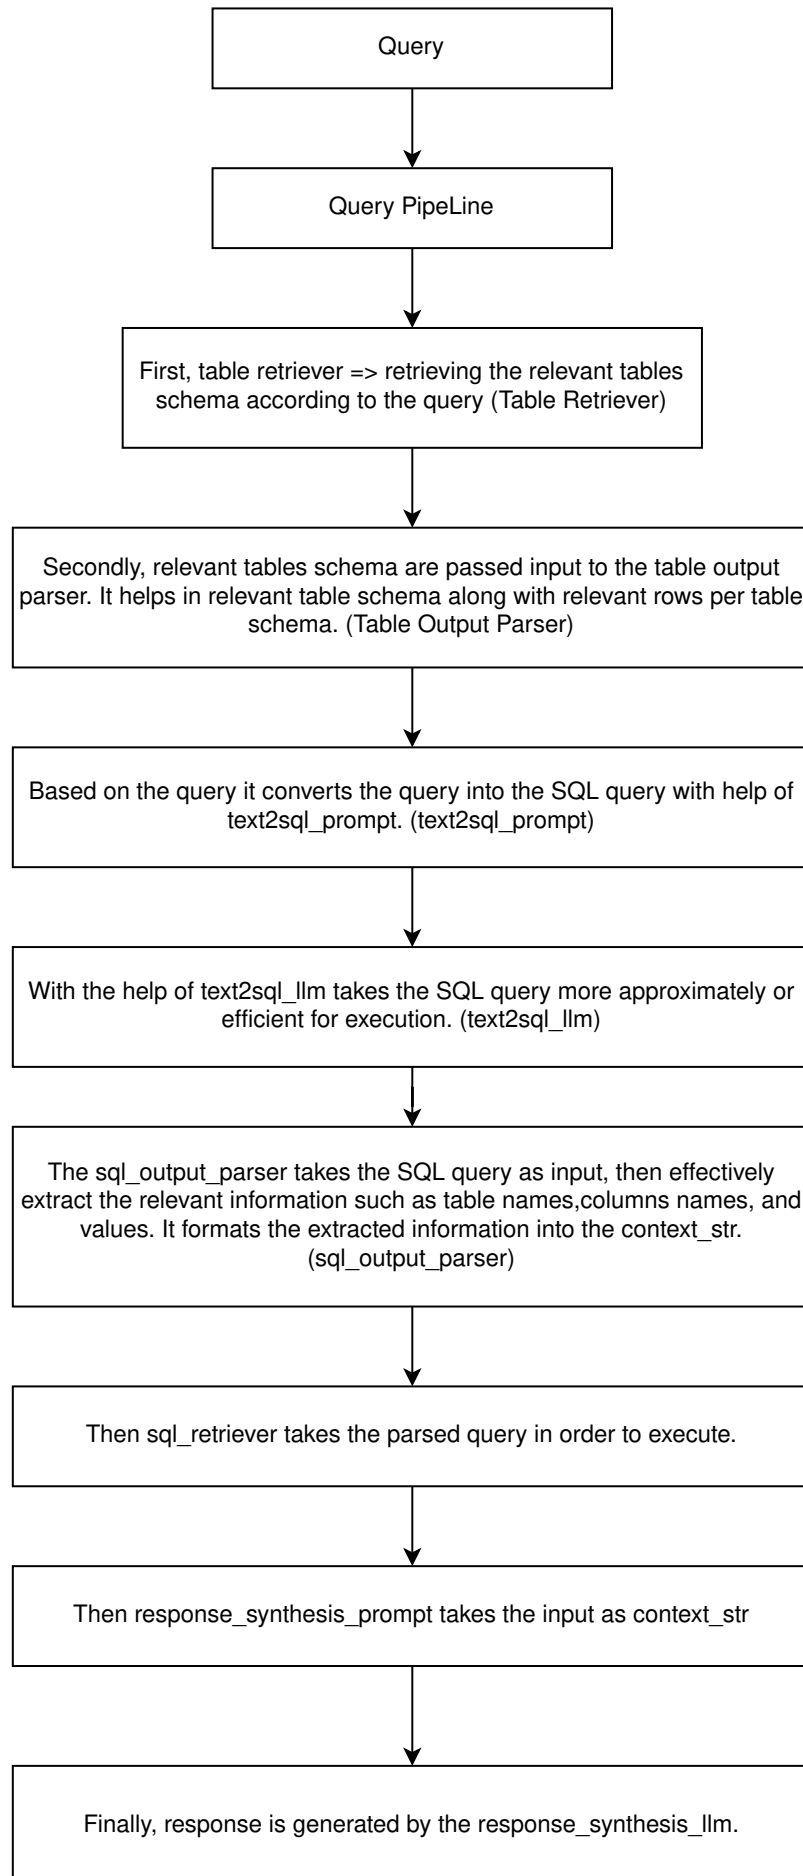 Query
Query PipeLine
First, table retriever => retrieving the relevant tables
schema according to the query (Table Retriever)
Secondly, relevant tables schema are passed input to the table output
parser. It helps in relevant table schema along with relevant rows per table
schema. (Table Output Parser)
Based on the query it converts the query into the SQL query with help of
text2sql_prompt. (text2sql_prompt)
With the help of text2sql_llm takes the SQL query more approximately or
efficient for execution. (text2sql_llm)
The sql_output_parser takes the SQL query as input, then effectively
extract the relevant information such as table names,columns names, and
values. It formats the extracted information into the context_str.
(sql_output_parser)
Then sql_retriever takes the parsed query in order to execute.
Then response_synthesis_prompt takes the input as context_str
Finally, response is generated by the response_synthesis_llm.